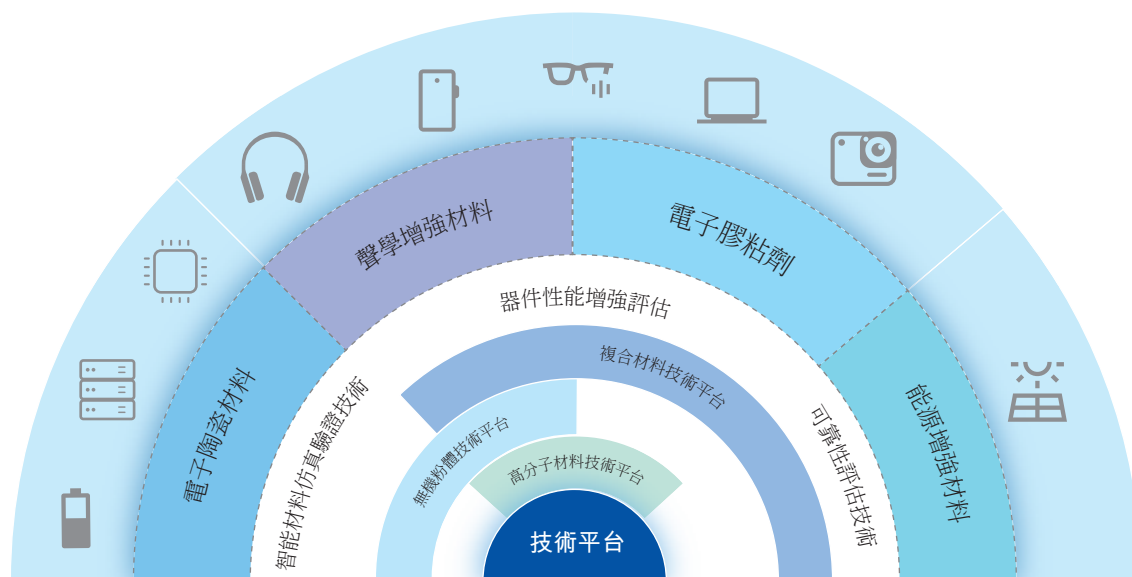 聲學增強材料
電子膠粘劑
電子陶瓷材料
能源增強材料
器件性能增強評估
智能材料仿真驗證技術
可靠性評估技術
複合材料技術平台
無機粉體技術平台
高分子材料技術平台
技術平台